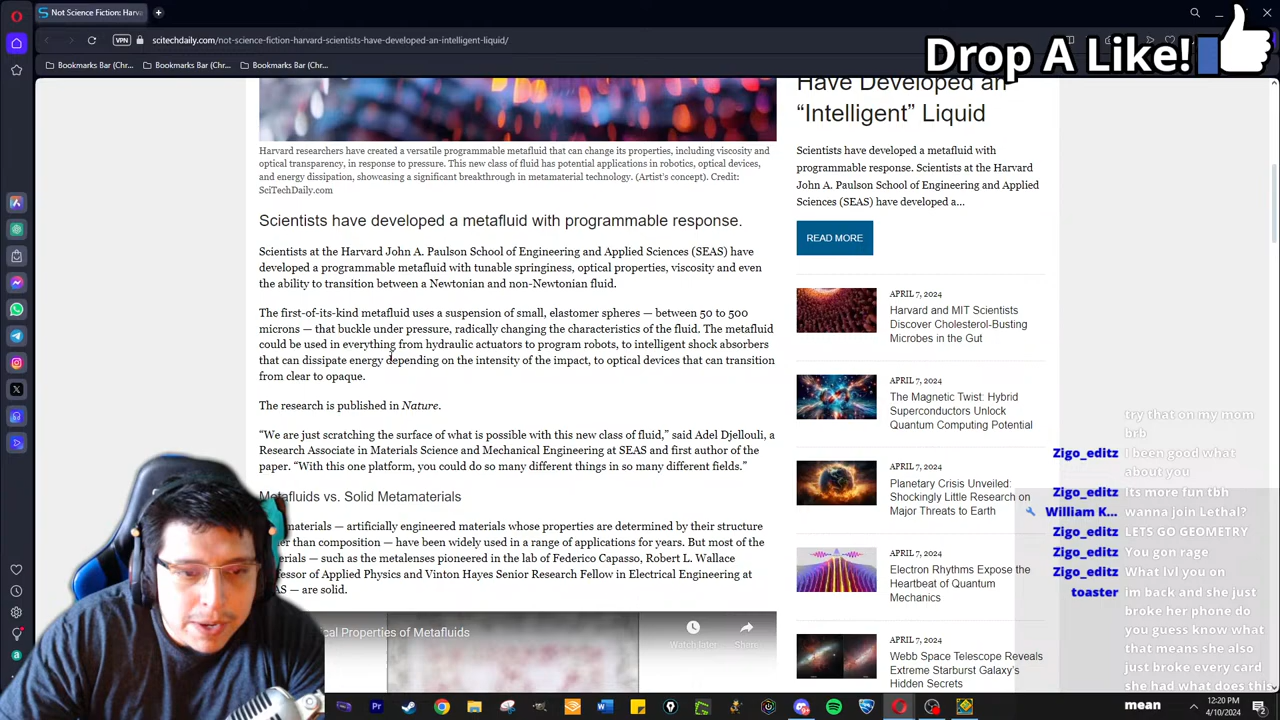 Not Science Fiction: Harva
VPN
scitechdaily.com/not-science-fiction-harvard-scientists-have-developed-an-intelligent-liquid/
Bookmarks Bar (Chr... Bookmarks Bar (Chr... Bookmarks Bar (Chr...
Drop A Like!
Harvard researchers have created a versatile programmable metafluid that can change its properties, including viscosity and
optical transparency, in response to pressure. This new class of fluid has potential applications in robotics, optical devices,
and energy dissipation, showcasing a significant breakthrough in metamaterial technology. (Artist's concept). Credit:
SciTechDaily.com
Scientists have developed a metafluid with programmable response.
Scientists at the Harvard John A. Paulson School of Engineering and Applied Sciences (SEAS) have
developed a programmable metafluid with tunable springiness, optical properties, viscosity and even
the ability to transition between a Newtonian and non-Newtonian fluid.
The first-of-its-kind metafluid uses a suspension of small, elastomer spheres — between 50 to 500
microns — that buckle under pressure, radically changing the characteristics of the fluid. The metafluid
could be used in everything from hydraulic actuators to program robots, to intelligent shock absorbers
that can dissipate energy depending on the intensity of the impact, to optical devices that can transition
from clear to opaque.
The research is published in Nature.
“We are just scratching the surface of what is possible with this new class of fluid,” said Adel Djellouli, a
Research Associate in Materials Science and Mechanical Engineering at SEAS and first author of the
paper. “With this one platform, you could do so many different things in so many different fields.”
Metafluids vs. Solid Metamaterials
materials — artificially engineered materials whose properties are determined by their structure
than composition — have been widely used in a range of applications for years. But most of the
— such as the metalenses pioneered in the lab of Federico Capasso, Robert L. Wallace
of Applied Physics and Vinton Hayes Senior Research Fellow in Electrical Engineering at
— are solid.
Properties of Metafluids
Watch later
Share
Have Developed an
“Intelligent” Liquid
Scientists have developed a metafluid with
programmable response. Scientists at the Harvard
John A. Paulson School of Engineering and Applied
Sciences (SEAS) have developed a...
READ MORE
APRIL 7, 2024
Harvard and MIT Scientists
Discover Cholesterol-Busting
Microbes in the Gut
APRIL 7, 2024
The Magnetic Twist: Hybrid
Superconductors Unlock
Quantum Computing Potential
APRIL 7, 2024
Planetary Crisis Unveiled:
Shockingly Little Research on
Major Threats to Earth
APRIL 7, 2024
Electron Rhythms Expose the
Heartbeat of Quantum
Mechanics
APRIL 7, 2024
Webb Space Telescope Reveals
Extreme Starburst Galaxy's
Hidden Secrets
try that on my mom
brb
Zigo_editz I been good what
about you
Zigo_editz Its more fun tbh
William K... wanna join Lethal?
Zigo_editz LETS GO GEOMETRY
Zigo_editz You gon rage
Zigo_editz What lvl you on
toaster im back and she just
broke her phone do
you guess know what
that means she also
just broke every card
she had what does this
mean
12:20 PM
4/10/2024